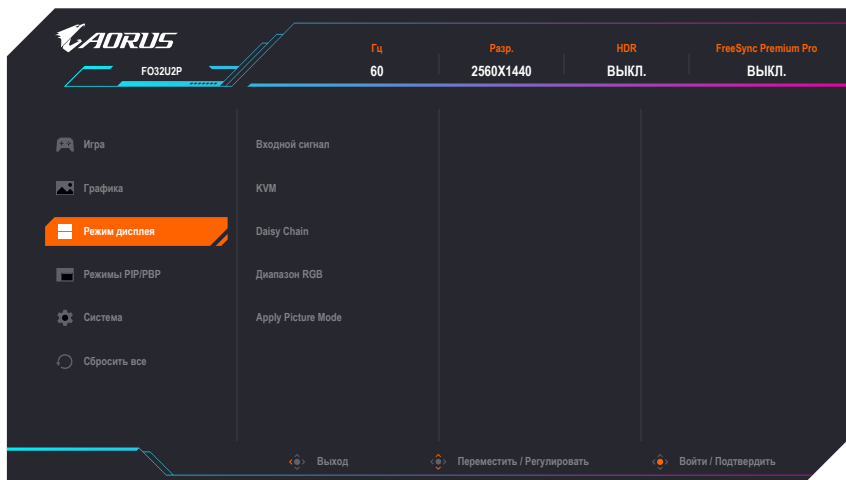 AORUS
FO32U2P
Гц
60
Разр.
2560X1440
HDR
ВЫКЛ.
FreeSync Premium Pro
ВЫКЛ.
Игра
Графика
Режим дисплея
Режимы PIP/PBP
Система
Сбросить все
Входной сигнал
KVM
Daisy Chain
Диапазон RGB
Apply Picture Mode
Выход
Переместить / Регулировать
Войти / Подтвердить